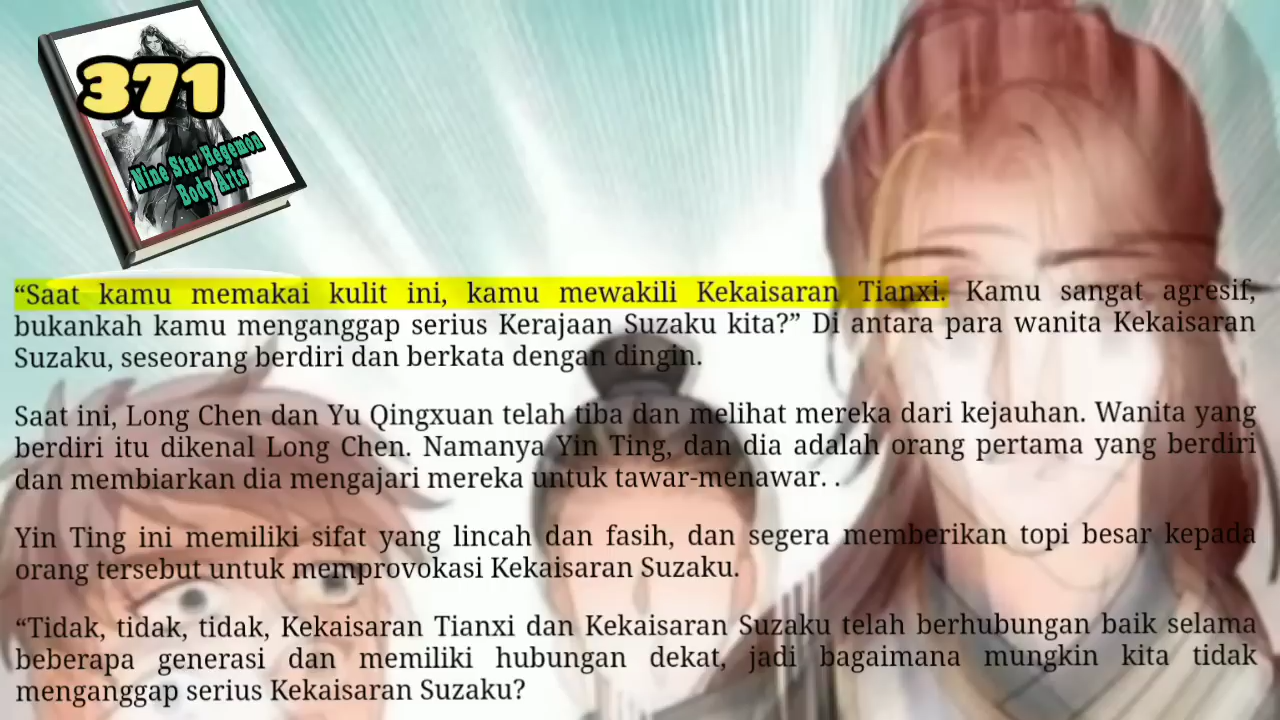 371
Nine Star Hegemon
Body Arts
“Saat kamu memakai kulit ini, kamu mewakili Kekaisaran Tianxi. Kamu sangat agresif,
bukankah kamu menganggap serius Kerajaan Suzaku kita?” Di antara para wanita Kekaisaran
Suzaku, seseorang berdiri dan berkata dengan dingin.
Saat ini, Long Chen dan Yu Qingxuan telah tiba dan melihat mereka dari kejauhan. Wanita yang
berdiri itu dikenal Long Chen. Namanya Yin Ting, dan dia adalah orang pertama yang berdiri
dan membiarkan dia mengajari mereka untuk tawar-menawar. .
Yin Ting ini memiliki sifat yang lincah dan fasih, dan segera memberikan topi besar kepada
orang tersebut untuk memprovokasi Kekaisaran Suzaku.
“Tidak, tidak, tidak, Kekaisaran Tianxi dan Kekaisaran Suzaku telah berhubungan baik selama
beberapa generasi dan memiliki hubungan dekat, jadi bagaimana mungkin kita tidak
menganggap serius Kekaisaran Suzaku?